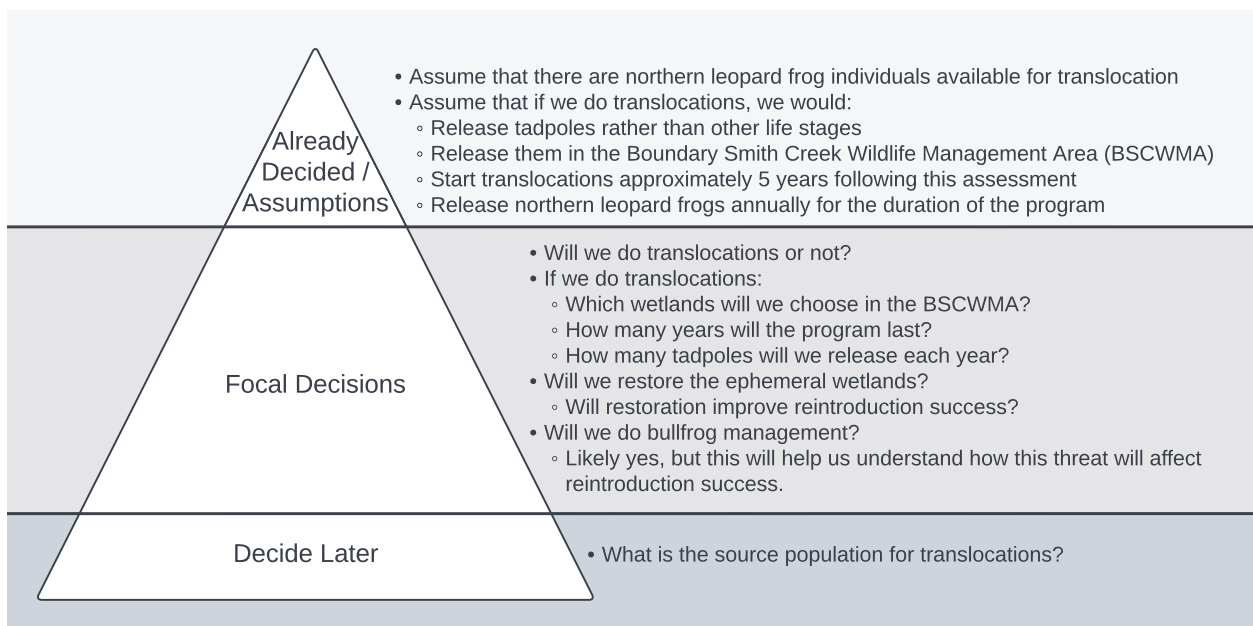 Already
Decided /
Assumptions
• Assume that there are northern leopard frog individuals available for translocation
• Assume that if we do translocations, we would:
◦ Release tadpoles rather than other life stages
◦ Release them in the Boundary Smith Creek Wildlife Management Area (BSCWMA)
◦ Start translocations approximately 5 years following this assessment
◦ Release northern leopard frogs annually for the duration of the program
Focal Decisions
• Will we do translocations or not?
• If we do translocations:
◦ Which wetlands will we choose in the BSCWMA?
◦ How many years will the program last?
◦ How many tadpoles will we release each year?
• Will we restore the ephemeral wetlands?
◦ Will restoration improve reintroduction success?
• Will we do bullfrog management?
◦ Likely yes, but this will help us understand how this threat will affect
reintroduction success.
Decide Later
• What is the source population for translocations?